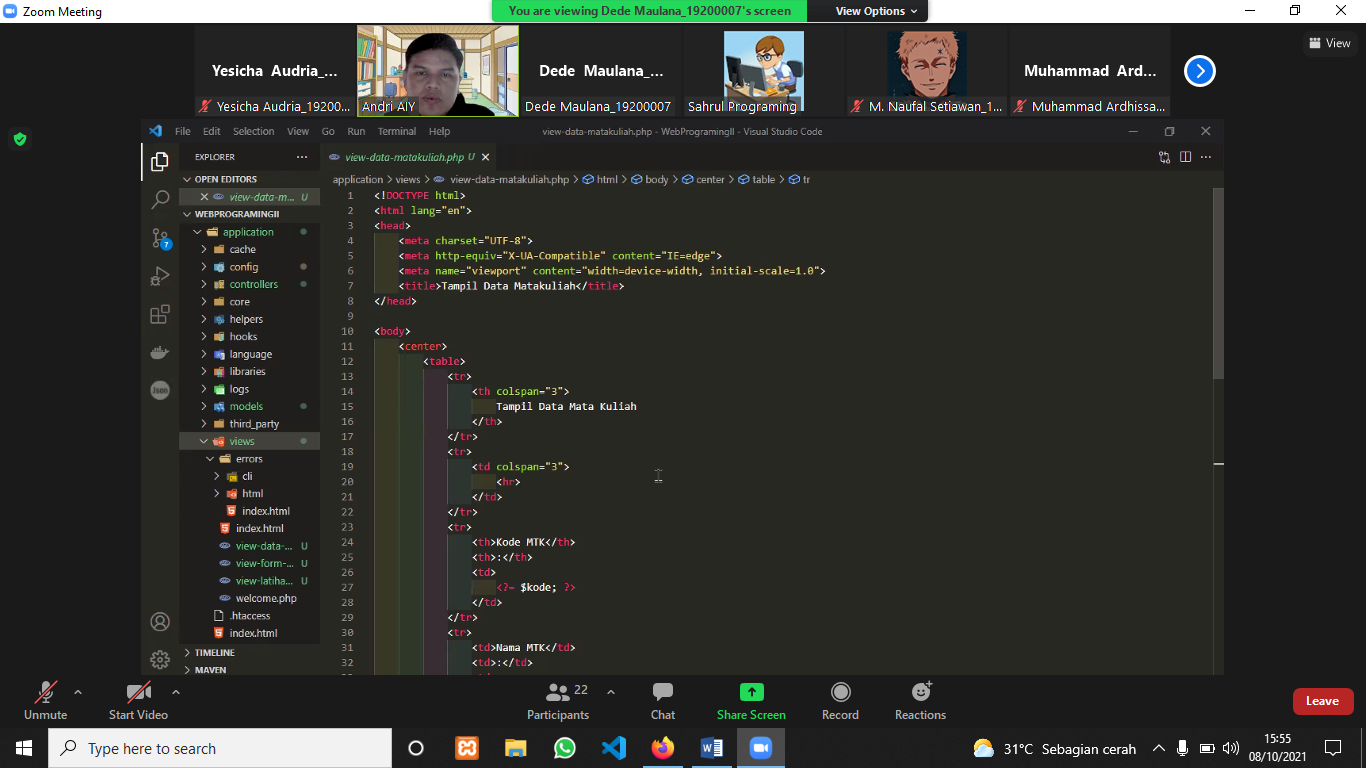 Zoom Meeting
You are viewing Dede Maulana_19200007's screen
View Options
View
Yesicha Audria_...
Dede Maulana_...
Muhammad Ard...
Yesicha Audria_19200...
Andri AlY
Dede Maulana_19200007
Sahrul Programing
M. Naufal Setiawan_1...
Muhammad Ardhissa...
File Edit Selection View Go Run Terminal Help
view-data-matakuliah.php - WebProgramingII - Visual Studio Code
EXPLORER
view-data-matakuliah.php U
OPEN EDITORS
view-data-m... U
WEBPROGRAMINGII
application
cache
config
controllers
core
helpers
hooks
language
libraries
logs
models
third_party
views
errors
cli
html
index.html
index.html
view-data-... U
view-form-... U
view-latiha... U
welcome.php
.htaccess
index.html
TIMELINE
MAVEN
7
Json
application > views > view-data-matakuliah.php > html > body > center > table > tr
1 <!DOCTYPE html>
2 <html lang="en">
3 <head>
4 <meta charset="UTF-8">
5 <meta http-equiv="X-UA-Compatible" content="IE=edge">
6 <meta name="viewport" content="width=device-width, initial-scale=1.0">
7 <title>Tampil Data Matakuliah</title>
8 </head>
9
10 <body>
11 <center>
12 <table>
13 <tr>
14 <th colspan="3">
15 Tampil Data Mata Kuliah
16 </th>
17 </tr>
18 <tr>
19 <td colspan="3">
20 <hr>
21 </td>
22 </tr>
23 <tr>
24 <th>Kode MTK</th>
25 <th>:</th>
26 <td>
27 <?= $kode; ?>
28 </td>
29 </tr>
30 <tr>
31 <td>Nama MTK</td>
32 <td>:</td>
Unmute
Start Video
22
Participants
Chat
Share Screen
Record
Reactions
Leave
Type here to search
31°C Sebagian cerah
15:55
08/10/2021